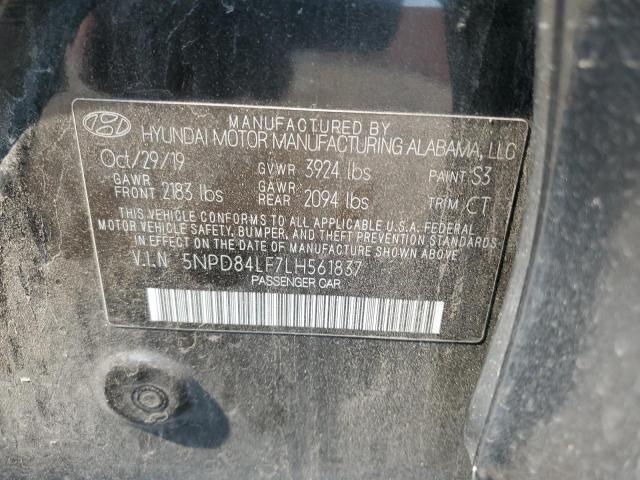 MANUFACTURED BY
HYUNDAI MOTOR MANUFACTURING ALABAMA, LLC
Oct/29/19 GVWR 3924 lbs PAINT S3
GAWR FRONT 2183 lbs GAWR REAR 2094 lbs TRIM CT
THIS VEHICLE CONFORMS TO ALL APPLICABLE U.S.A. FEDERAL
MOTOR VEHICLE SAFETY, BUMPER, AND THEFT PREVENTION STANDARDS
IN EFFECT ON THE DATE OF MANUFACTURE SHOWN ABOVE
V.I.N 5NPD84LF7LH561837
PASSENGER CAR